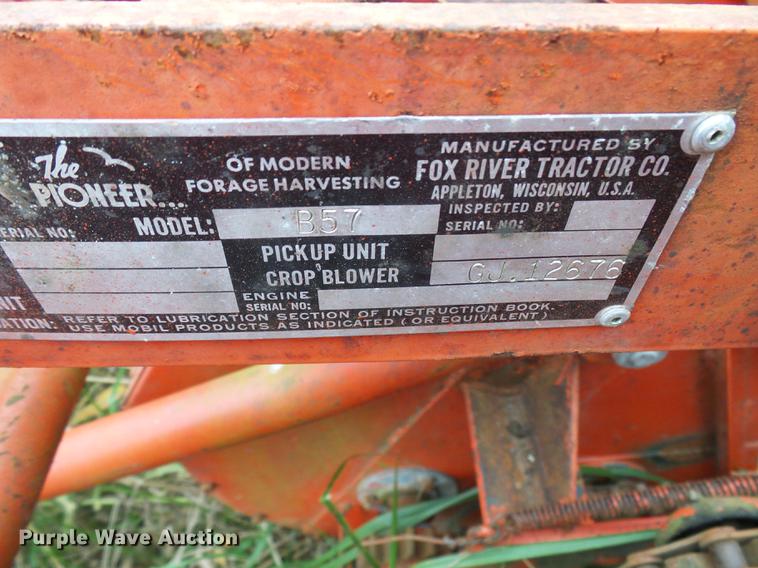 The
PIONEER...
OF MODERN
FORAGE HARVESTING
MANUFACTURED BY
FOX RIVER TRACTOR CO.
APPLETON, WISCONSIN, U.S.A.
SERIAL NO:
MODEL: B57
INSPECTED BY:
SERIAL NO:
PICKUP UNIT
CROP BLOWER GJ.12676
ENGINE
SERIAL NO:
REFER TO LUBRICATION SECTION OF INSTRUCTION BOOK.
USE MOBIL PRODUCTS AS INDICATED (OR EQUIVALENT)
Purple Wave Auction